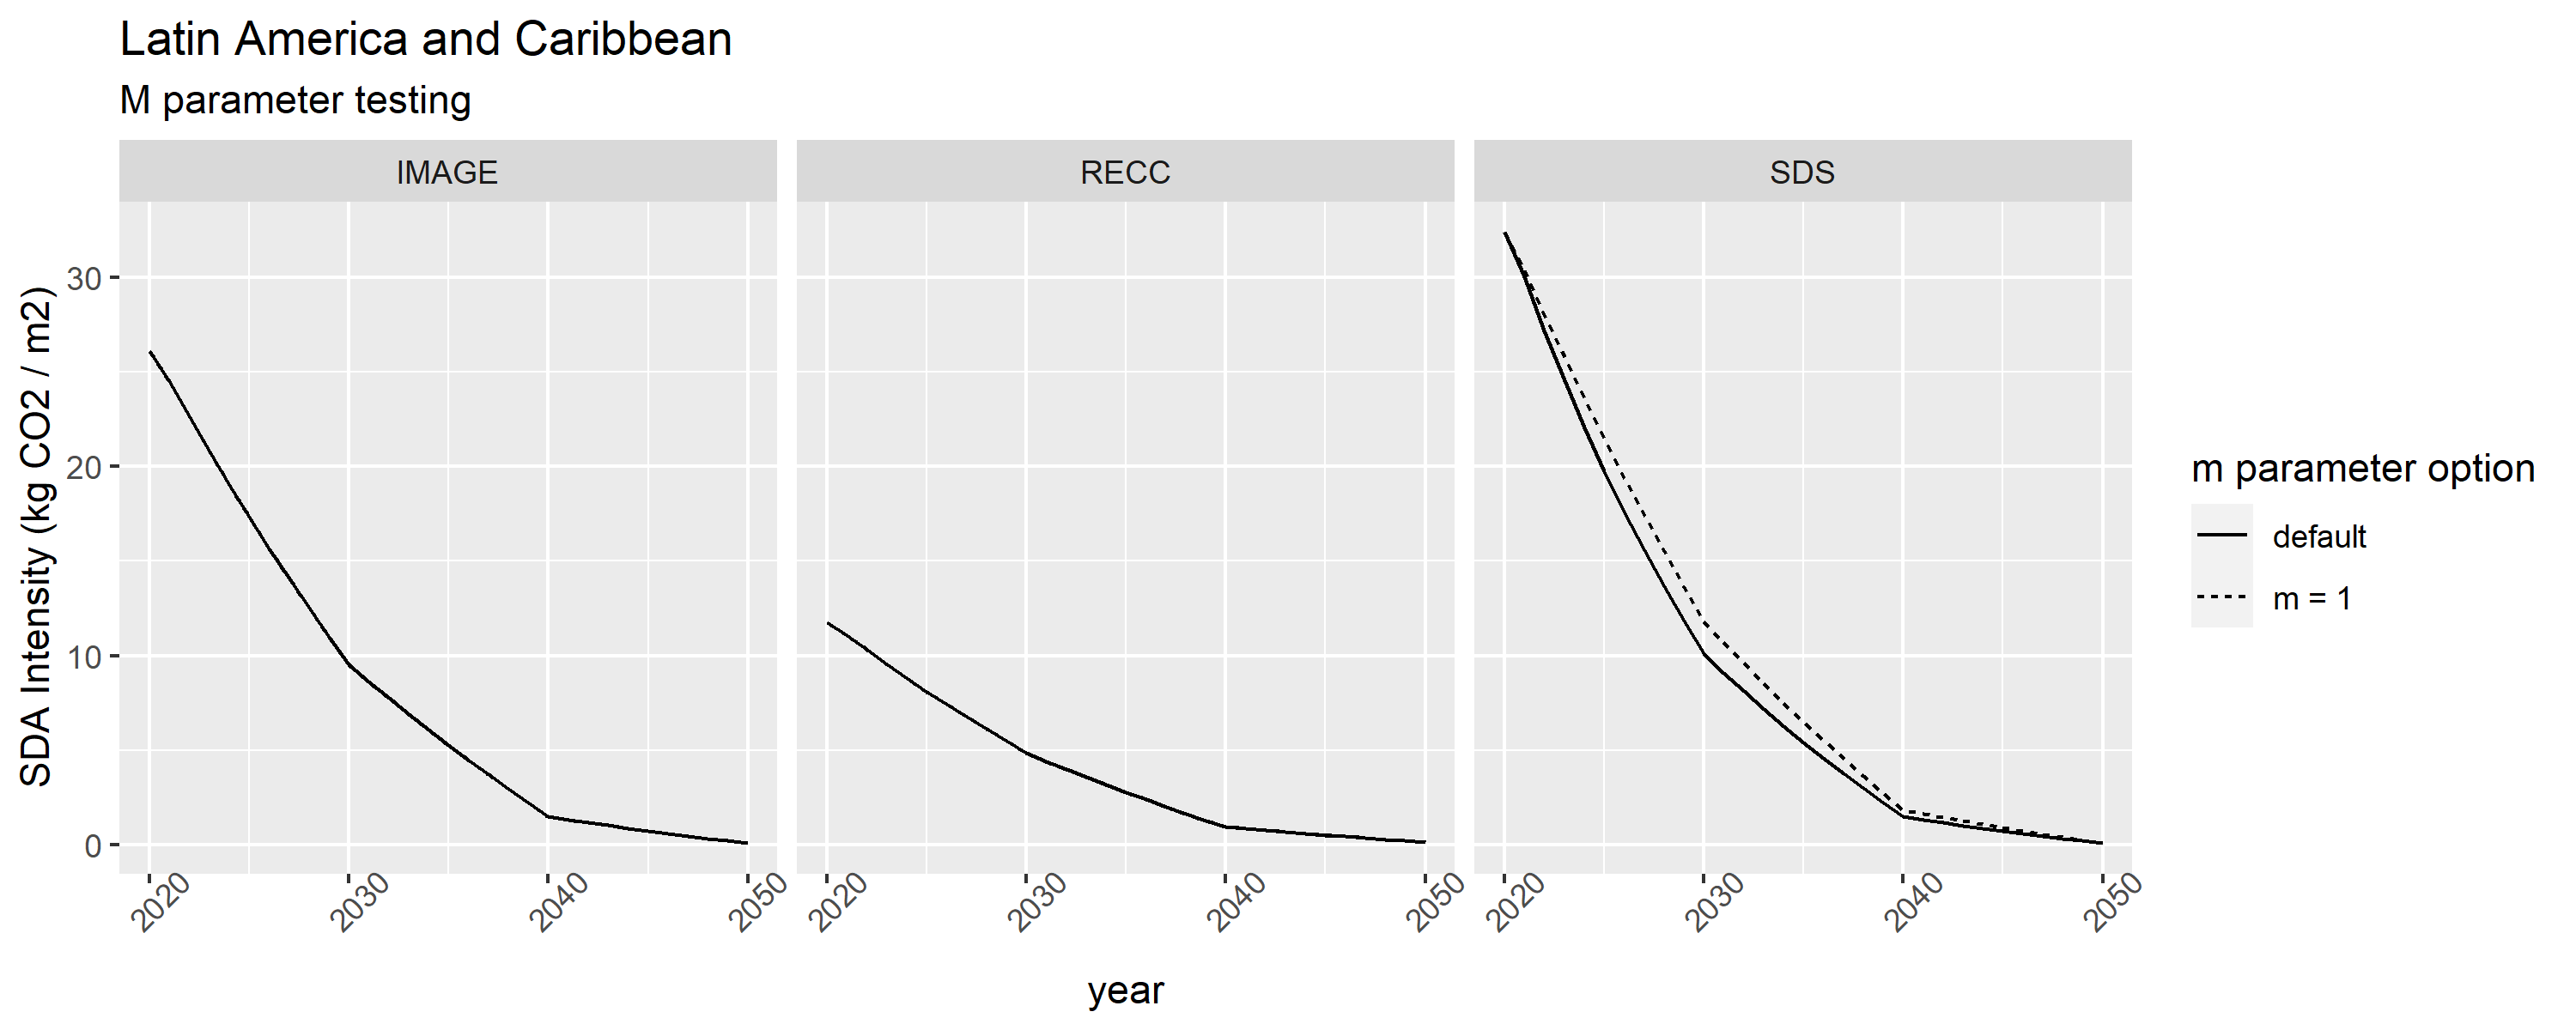 Latin America and Caribbean
M parameter testing
IMAGE RECC SDS
SDA Intensity (kg CO2 / m2)
30
20
10
0
2020 2030 2040 2050 2020 2030 2040 2050 2020 2030 2040 2050
year
m parameter option
default
m = 1